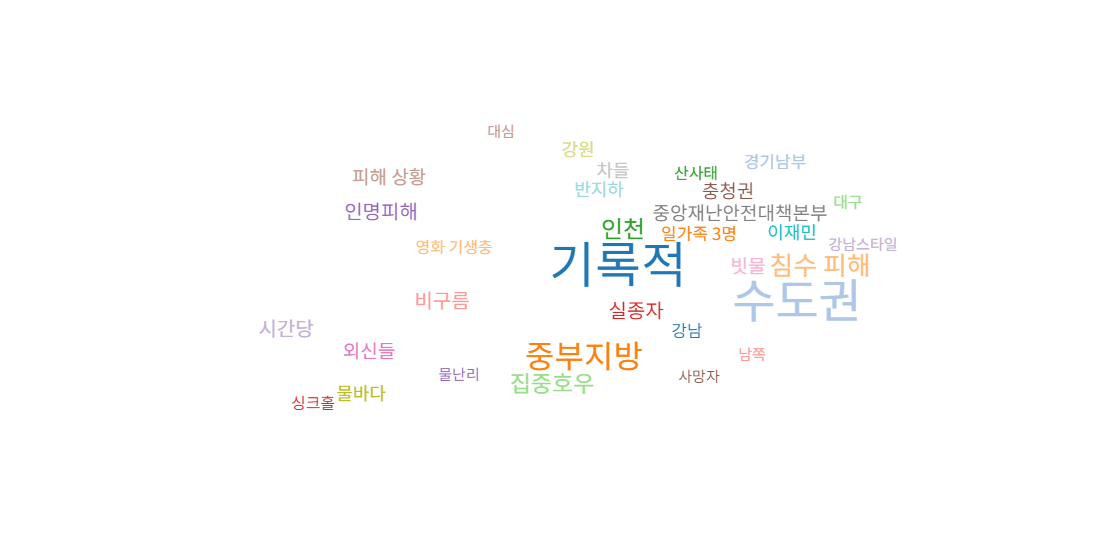 대심
강원
경기남부
차들
산사태
피해 상황
반지하
충청권
대구
인명피해
중앙재난안전대책본부
인천
일가족 3명
이재민
강남스타일
영화 기생충
기록적
빗물
침수 피해
비구름
수도권
실종자
시간당
강남
외신들
중부지방
남쪽
물난리
사망자
집중호우
물바다
싱크홀